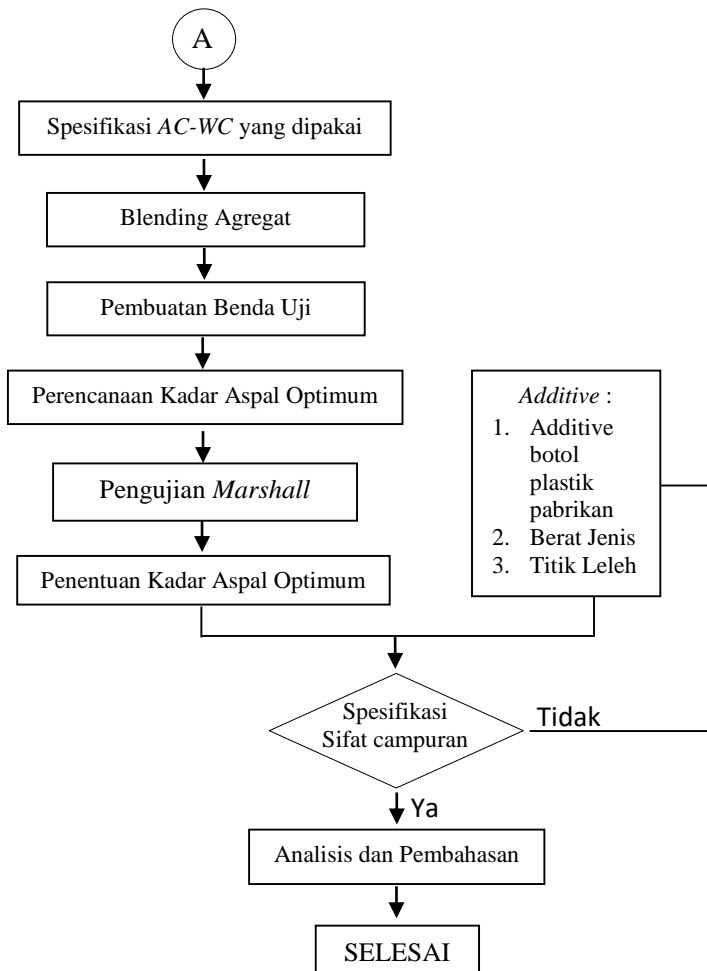 A
Spesifikasi AC-WC yang dipakai
Blending Agregat
Pembuatan Benda Uji
Perencanaan Kadar Aspal Optimum
Pengujian Marshall
Penentuan Kadar Aspal Optimum
Additive :
1. Additive
botol
plastik
pabrikan
2. Berat Jenis
3. Titik Leleh
Spesifikasi
Sifat campuran
Tidak
Ya
Analisis dan Pembahasan
SELESAI